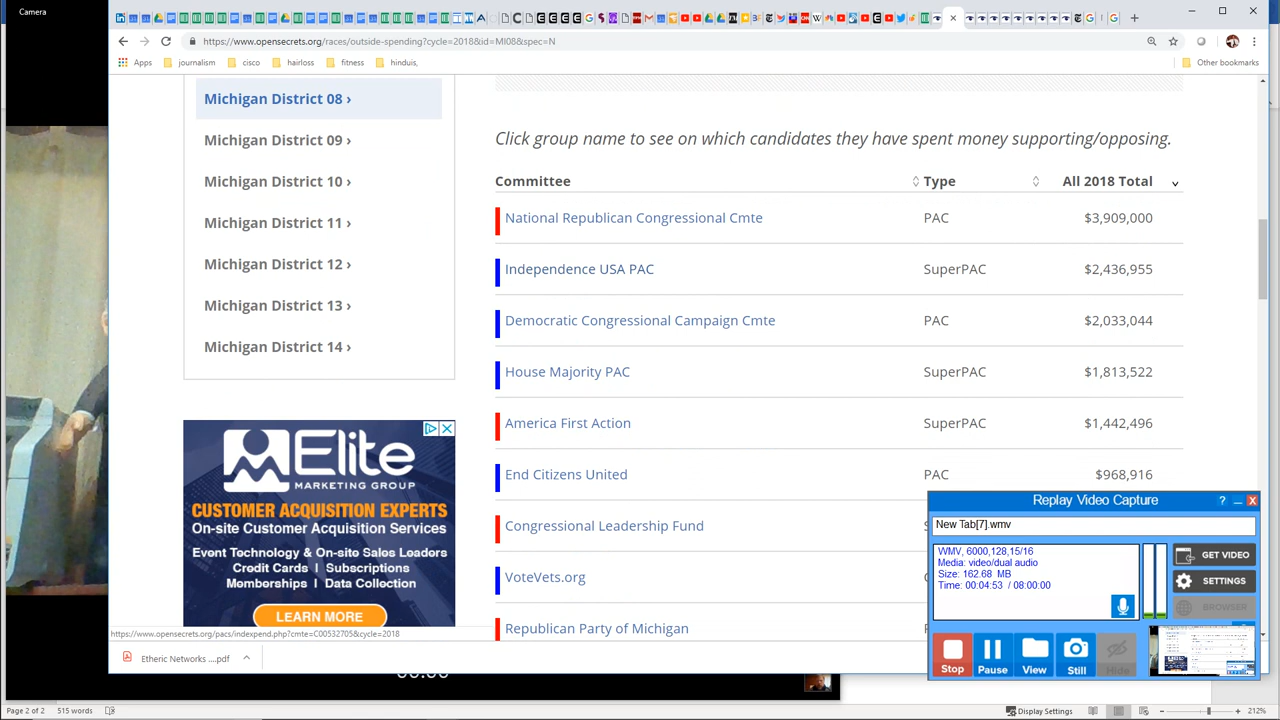 Camera
https://www.opensecrets.org/races/outside-spending?cycle=2018&id=MI08&spec=N
Apps
journalism
cisco
hairloss
fitness
hinduis,
Other bookmarks
Michigan District 08 ›
Michigan District 09 ›
Michigan District 10 ›
Michigan District 11 ›
Michigan District 12 ›
Michigan District 13 ›
Michigan District 14 ›
Click group name to see on which candidates they have spent money supporting/opposing.
Committee Type All 2018 Total
National Republican Congressional Cmte PAC $3,909,000
Independence USA PAC SuperPAC $2,436,955
Democratic Congressional Campaign Cmte PAC $2,033,044
House Majority PAC SuperPAC $1,813,522
America First Action SuperPAC $1,442,496
End Citizens United PAC $968,916
Congressional Leadership Fund
VoteVets.org
Republican Party of Michigan
Elite
MARKETING GROUP
CUSTOMER ACQUISITION EXPERTS
On-site Customer Acquisition Services
Event Technology & On-site Sales Leaders
Credit Cards | Subscriptions
Memberships | Data Collection
LEARN MORE
https://www.opensecrets.org/pacs/indexpend.php?cmte=C00532705&cycle=2018
Etheric Networks ....pdf
Replay Video Capture
New Tab[7].wmv
WMV, 6000,128,15/16
Media: video/dual audio
Size: 162.68 MB
Time: 00:04:53 / 08:00:00
GET VIDEO
SETTINGS
BROWSER
Stop
Pause
View
Still
Hide
Page 2 of 2
515 words
Display Settings
212%